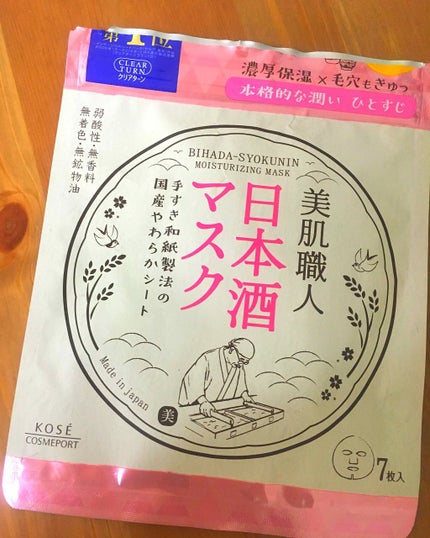 第1位
CLEAR
TURN
クリアターン
濃厚保湿×毛穴もきゅっ
本格的な潤い ひとすじ
弱酸性・無香料
無着色・無鉱物油
BIHADA-SYOKUNIN
MOISTURIZING MASK
美肌職人
日本酒
マスク
手すき和紙製法の
国産やわらかシート
Made in Japan
美
KOSÉ
COSMEPORT
7枚入